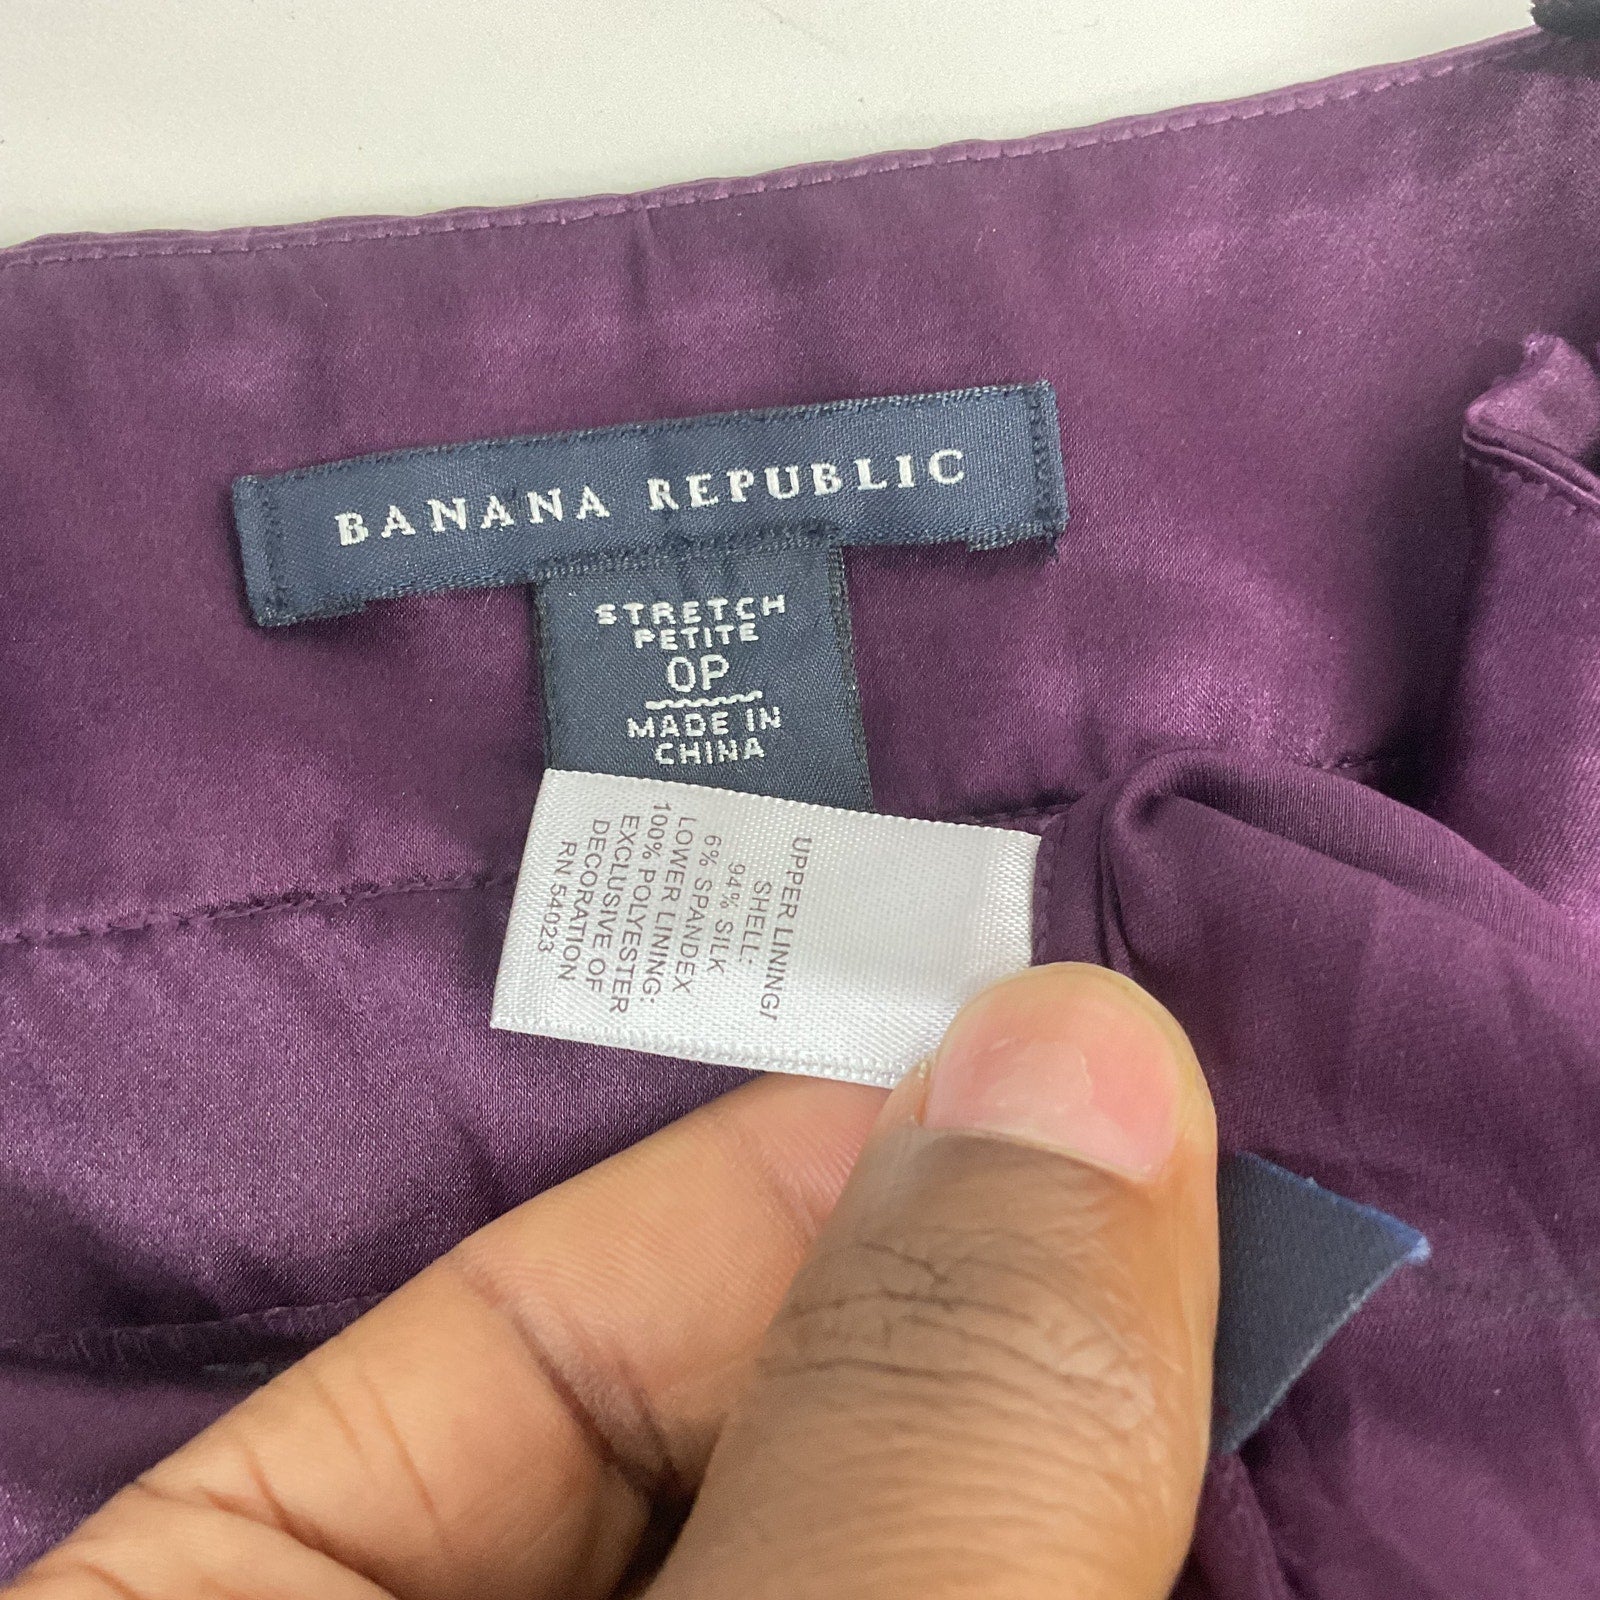 BANANA REPUBLIC
STRETCH
PETITE
0P
MADE IN
CHINA
UPPER LINING/
SHELL:
94% SILK
6% SPANDEX
LOWER LINING:
100% POLYESTER
EXCLUSIVE OF
DECORATION
RN 54023